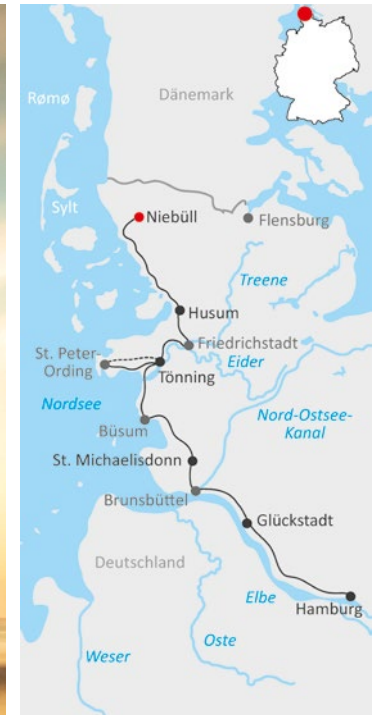 Rømø
Dänemark
Sylt
Niebüll
Flensburg
Treene
Husum
Friedrichstadt
St. Peter-
Ording
Eider
Tönning
Nordsee
Nord-Ostsee-
Kanal
Büsum
St. Michaelisdonn
Brunsbüttel
Glückstadt
Deutschland
Elbe
Hamburg
Oste
Weser